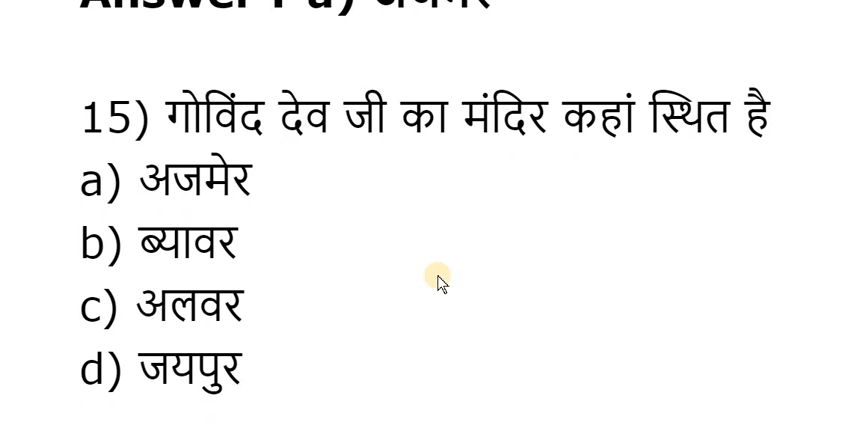 15) गोविंद देव जी का मंदिर कहां स्थित है
a) अजमेर
b) ब्यावर
c) अलवर
d) जयपुर